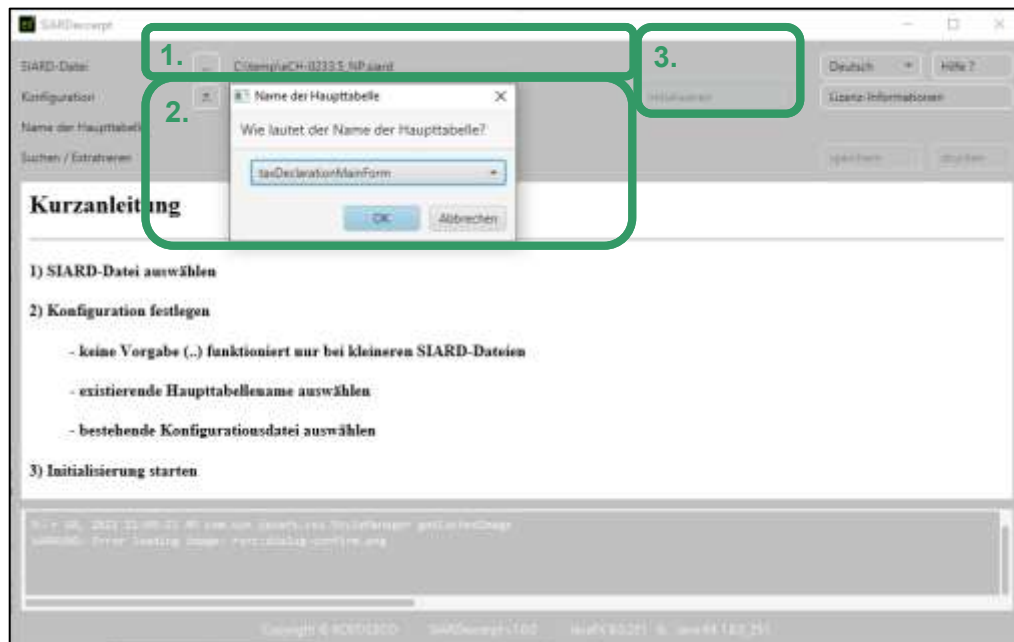 SIARDexcerpt
1.
3.
SIARD-Datei
...
C:\temp\eCH-0233.5_NP.siard
Deutsch
Hilfe ?
2.
Konfiguration
Name der Haupttabelle
initialisieren
Lizenz-Informationen
Name der Haupttabelle
Wie lautet der Name der Haupttabelle?
Suchen / Extrahieren
taxDeclarationMainForm
speichern
drucken
OK
Abbrechen
Kurzanleitung
1) SIARD-Datei auswählen
2) Konfiguration festlegen
- keine Vorgabe (..) funktioniert nur bei kleineren SIARD-Dateien
- existierende Haupttabellename auswählen
- bestehende Konfigurationsdatei auswählen
3) Initialisierung starten